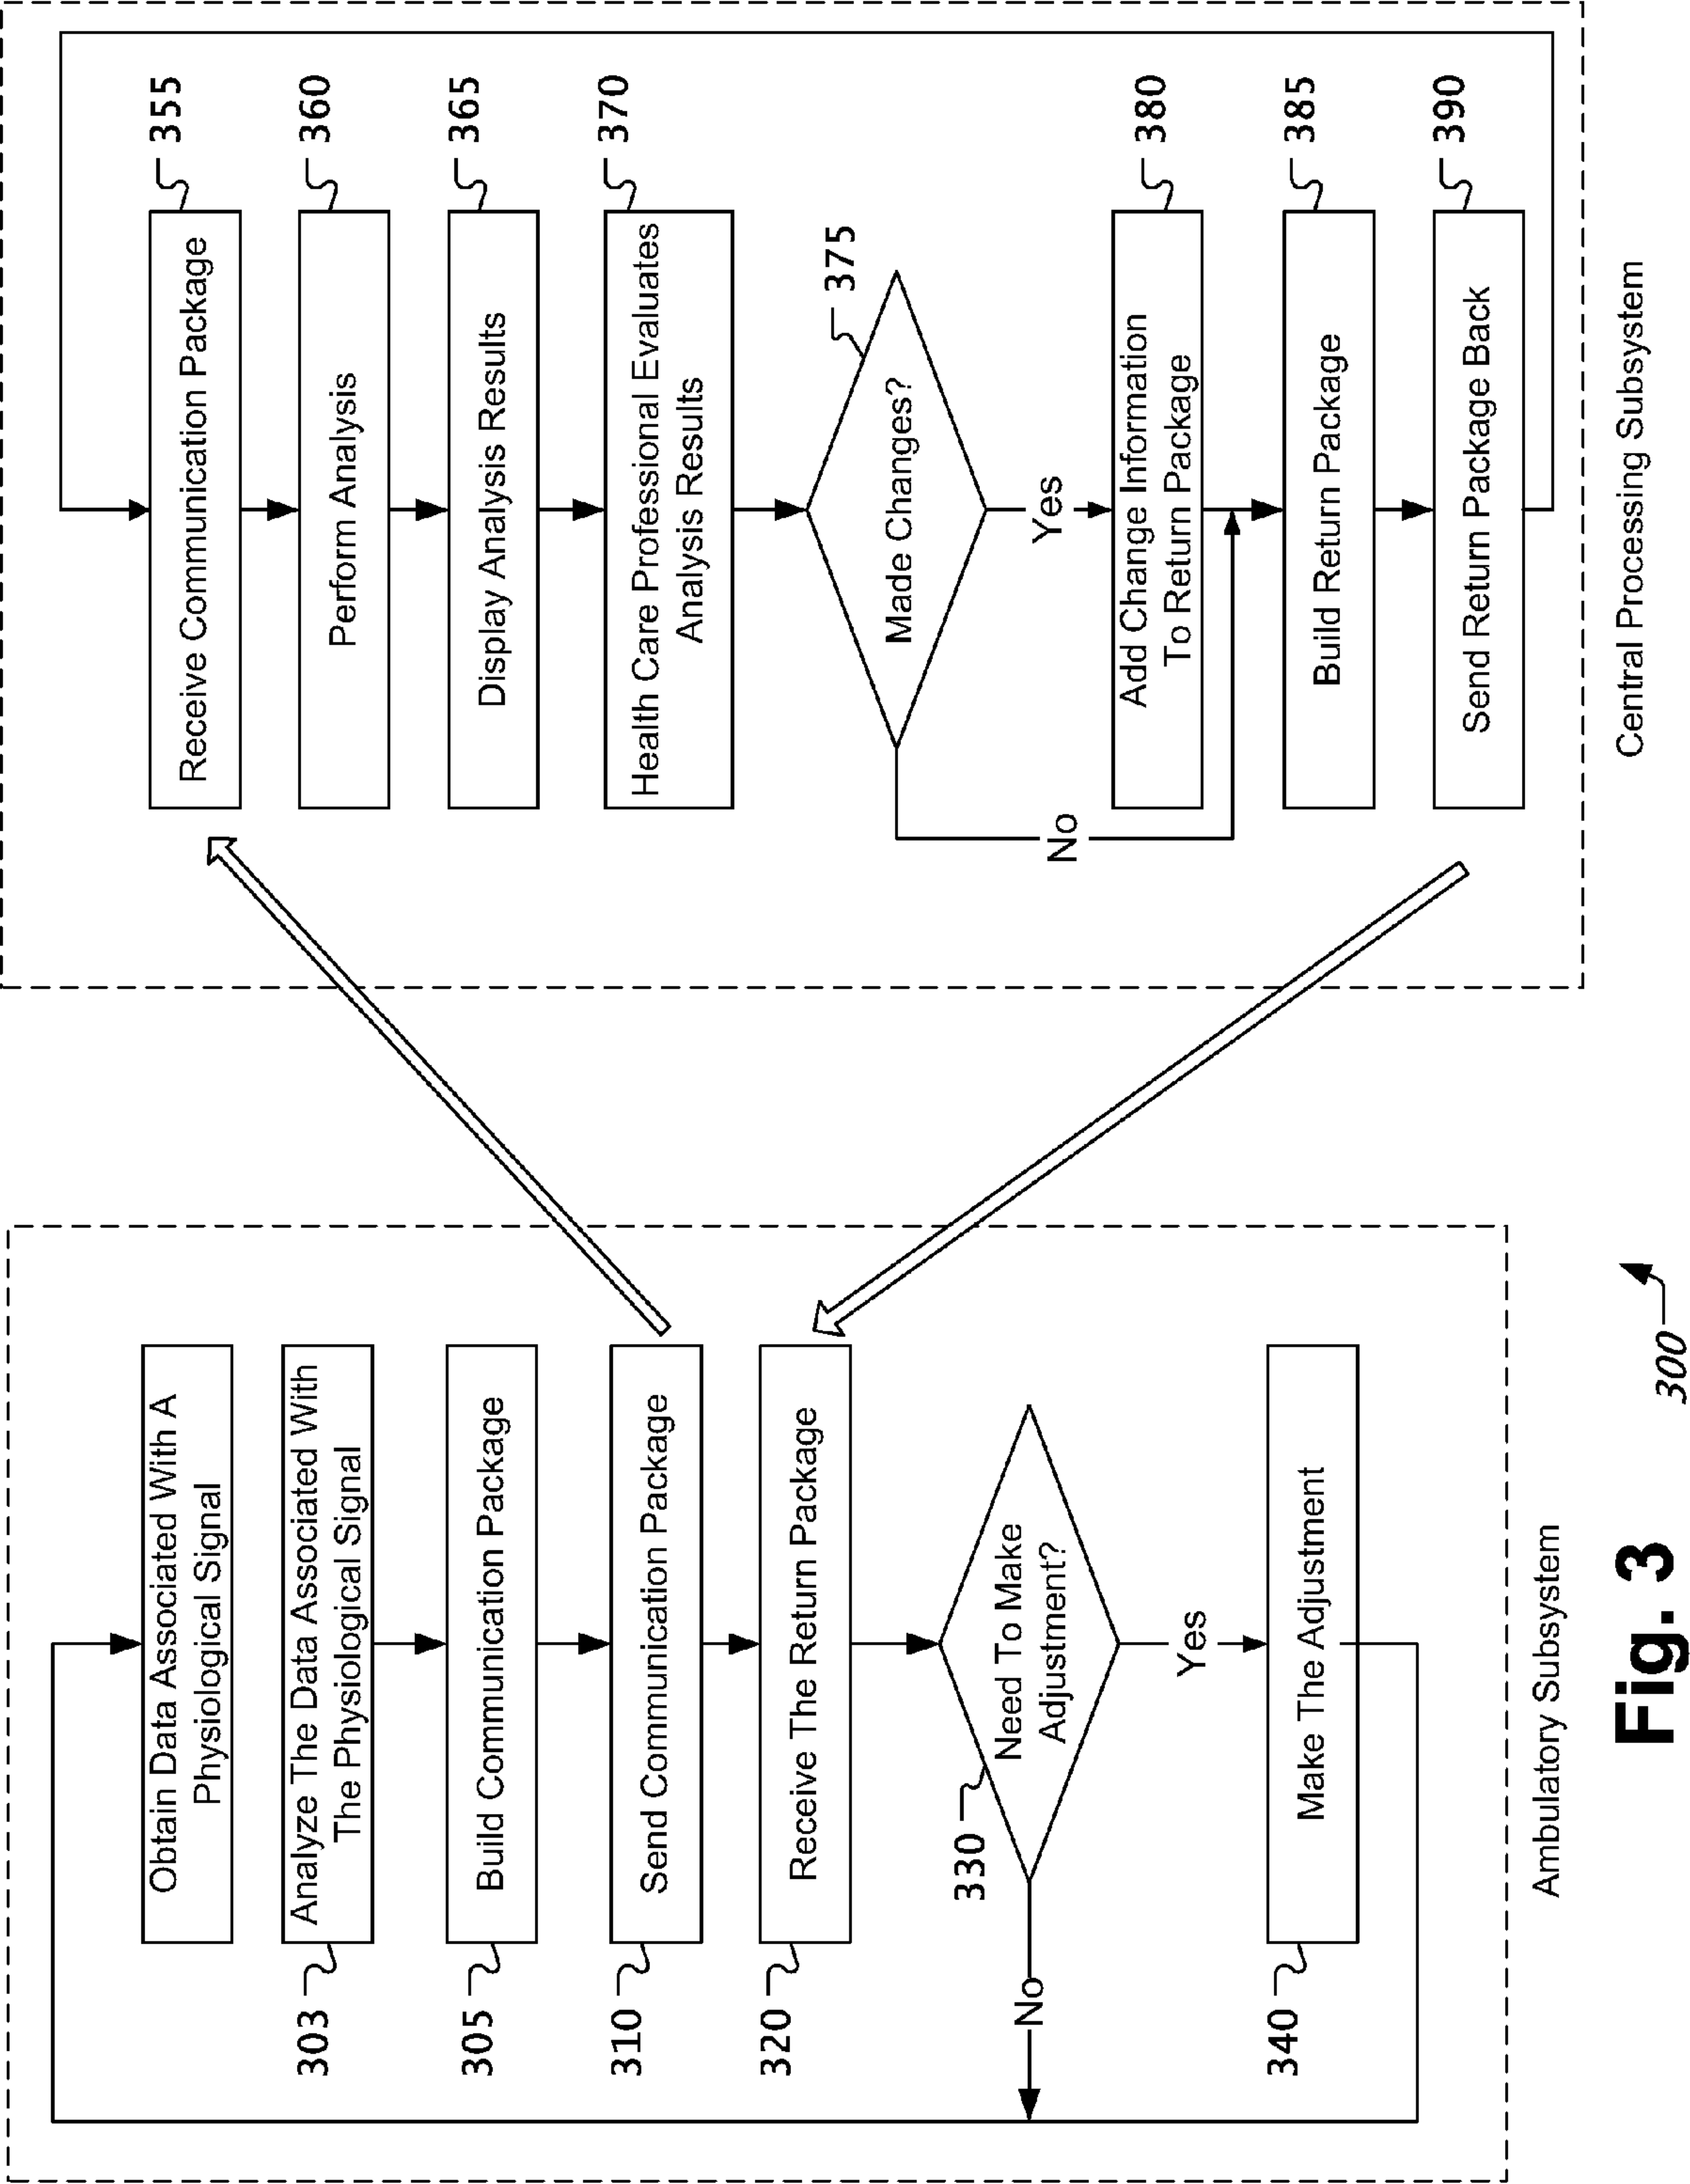 Obtain Data Associated With A
Physiological Signal
303
Analyze The Data Associated With
The Physiological Signal
305
Build Communication Package
310
Send Communication Package
320
Receive The Return Package
330
Need To Make
Adjustment?
No
Yes
340
Make The Adjustment
Ambulatory Subsystem
355
Receive Communication Package
360
Perform Analysis
365
Display Analysis Results
370
Health Care Professional Evaluates
Analysis Results
375
Made Changes?
No
Yes
380
Add Change Information
To Return Package
385
Build Return Package
390
Send Return Package Back
Central Processing Subsystem
300
Fig. 3